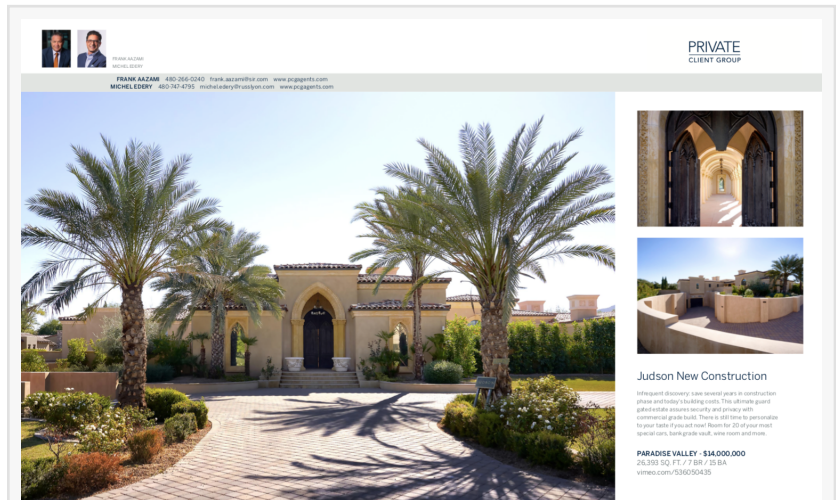 FRANK AAZAMI
MICHEL EDERY
PRIVATE
CLIENT GROUP
FRANK AAZAMI 480-266-0240 frank.aazami@sir.com www.pcgagents.com
MICHEL EDERY 480-747-4795 michel.edery@russlyon.com www.pcgagents.com
Judson New Construction
Infrequent discovery: save several years in construction
phase and today's building costs. This ultimate guard
gated estate assures security and privacy with
commercial grade build. There is still time to personalize
to your taste if you act now! Room for 20 of your most
special cars, bank grade vault, wine room and more.
PARADISE VALLEY - $14,000,000
26,393 SQ. FT. / 7 BR / 15 BA
vimeo.com/536050435